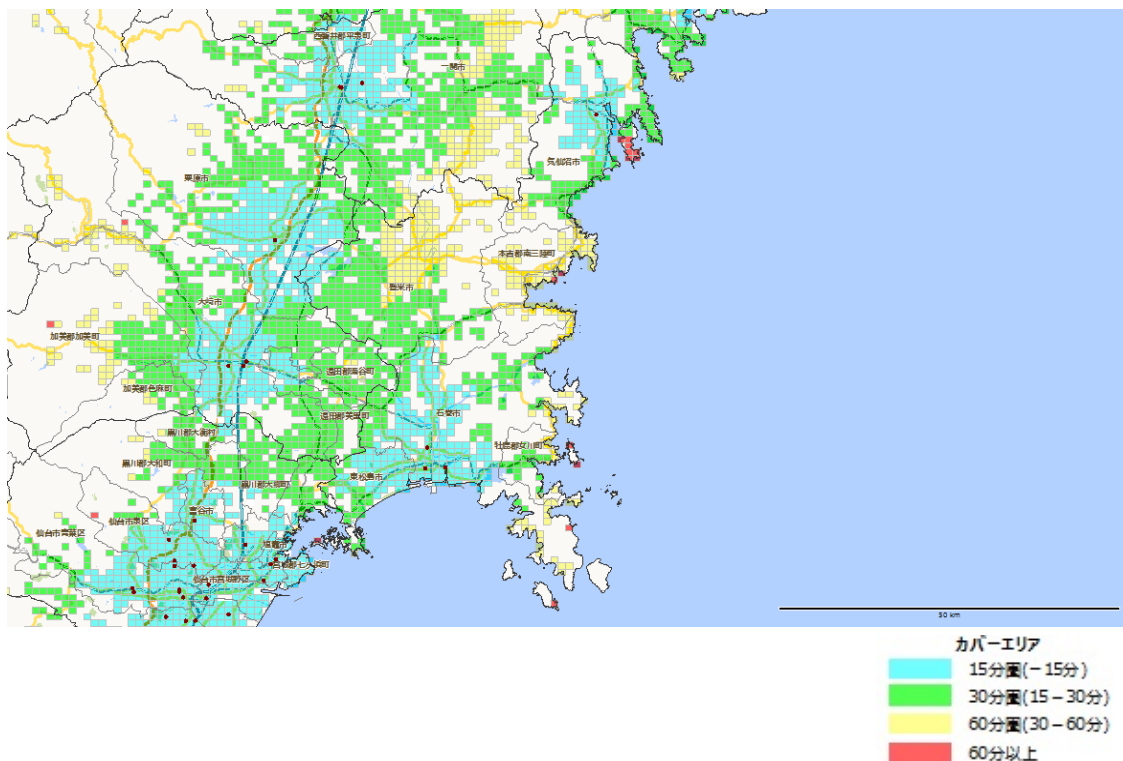 西磐井郡平泉町
一関市
気仙沼市
栗原市
本吉郡南三陸町
登米市
大崎市
加美郡加美町
遠田郡涌谷町
加美郡色麻町
石巻市
遠田郡美里町
黒川郡大衡村
牡鹿郡女川町
黒川郡大和町
東松島市
黒川郡大郷町
富谷市
仙台市泉区
仙台市青葉区
塩竈市
宮城郡七ヶ浜町
仙台市宮城野区
50 km
カバーエリア
15分圏(－15分)
30分圏(15－30分)
60分圏(30－60分)
60分以上